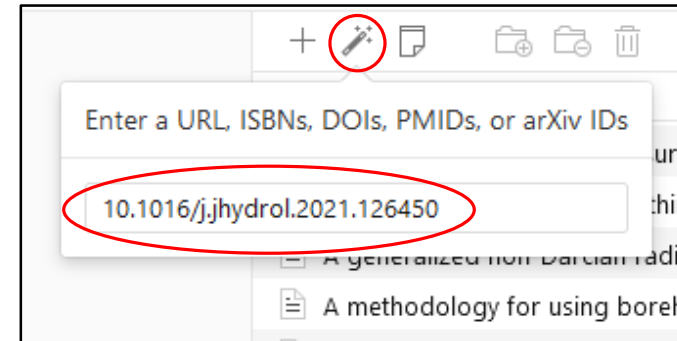 Enter a URL, ISBNs, DOIs, PMIDs, or arXiv IDs
10.1016/j.jhydrol.2021.126450
A generalized non-Darcian radi
A methodology for using boreh